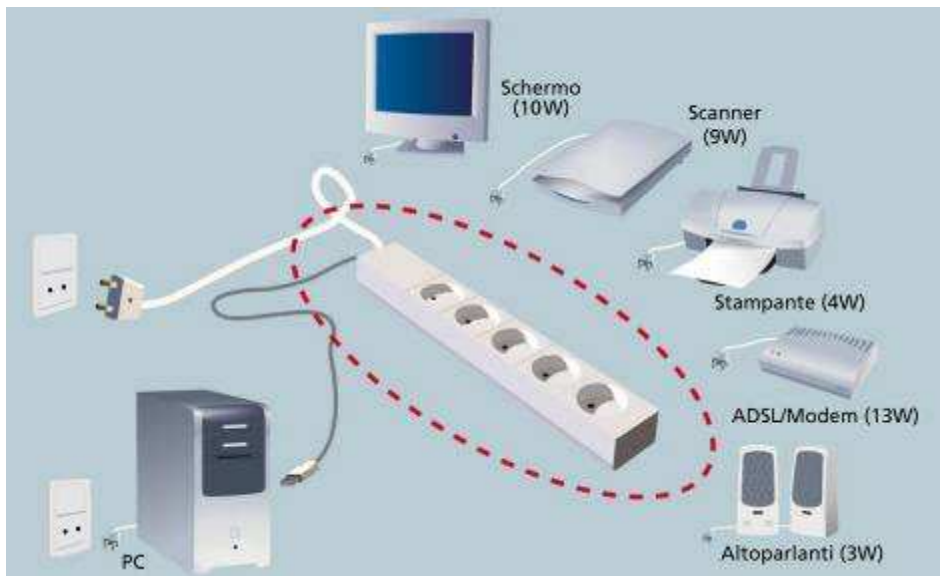 Schermo
(10W)
Scanner
(9W)
Stampante (4W)
ADSL/Modem (13W)
Altoparlanti (3W)
PC